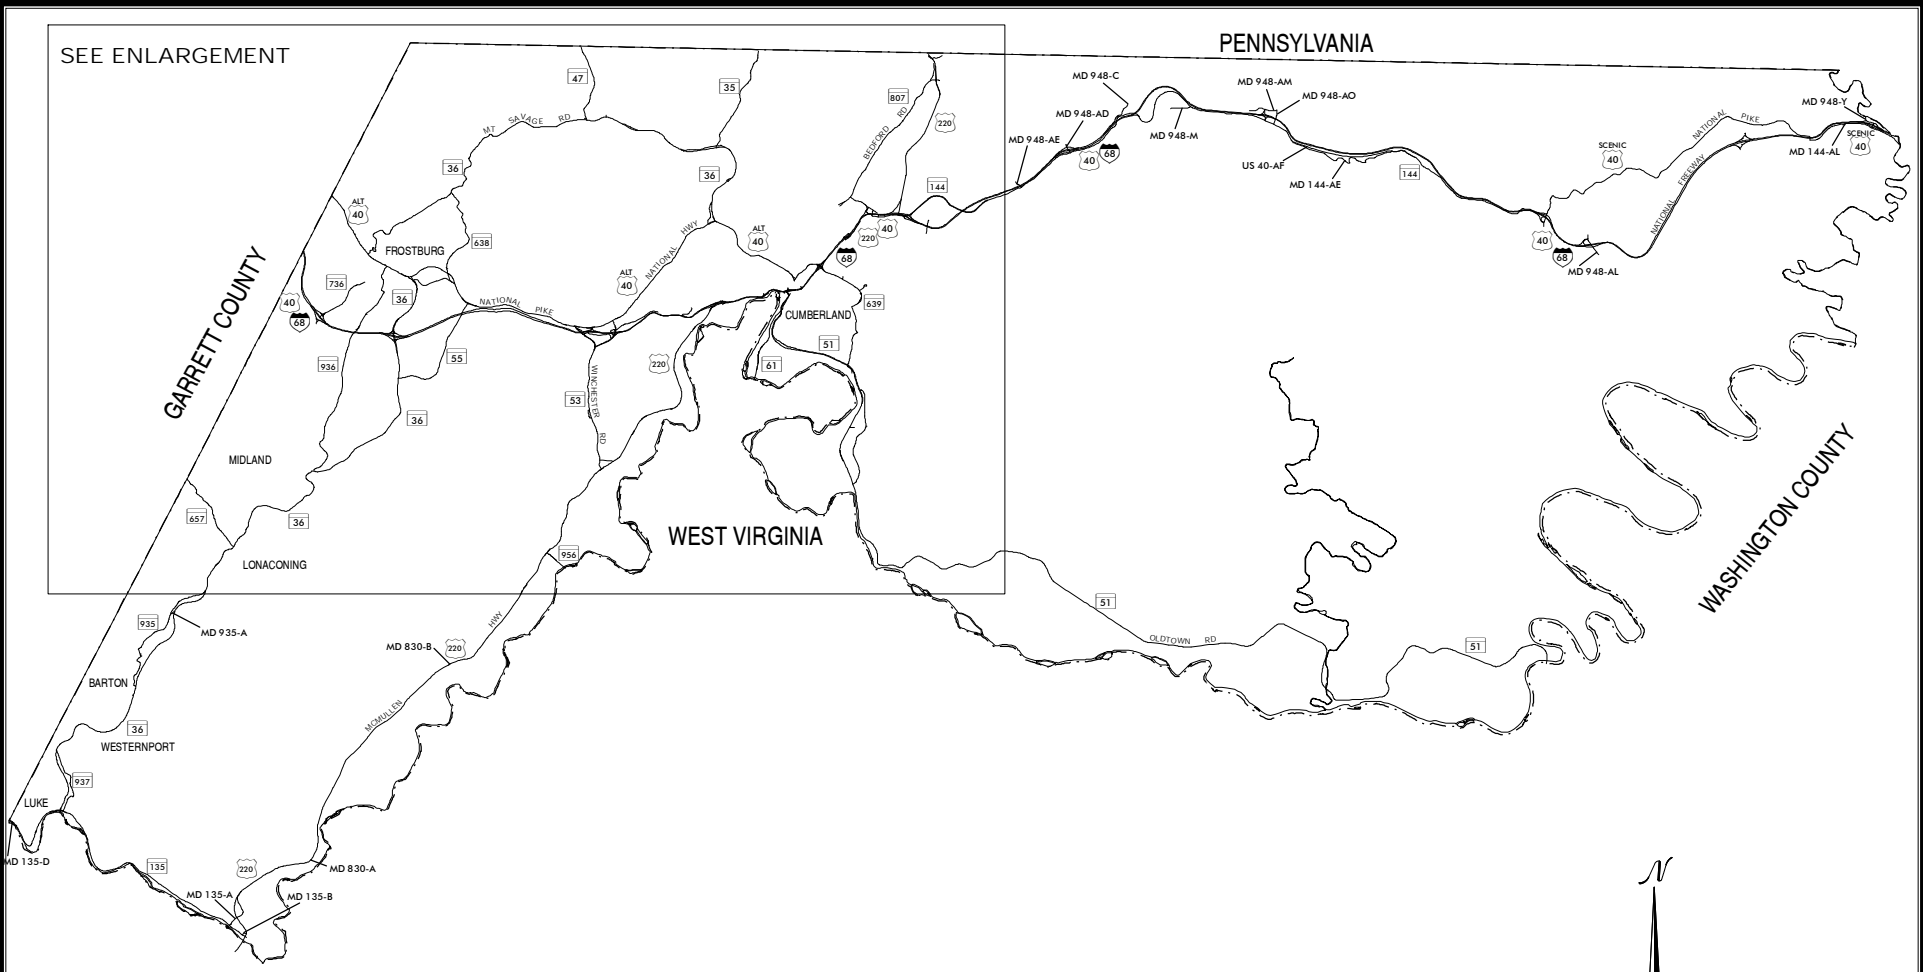 SEE ENLARGEMENT
PENNSYLVANIA
GARRETT COUNTY
WEST VIRGINIA
WASHINGTON COUNTY
47
35
807
220
MD 948-C
MD 948-AM
MD 948-AO
MD 948-Y
MD 948-AD
MD 948-AE
MD 948-M
40
68
US 40-AF
MD 144-AE
144
SCENIC
40
NATIONAL
PIKE
SCENIC
40
MD 144-AL
NATIONAL
FREEWAY
MT SAVAGE RD
BEDFORD RD
36
36
144
ALT
40
638
FROSTBURG
NATIONAL HWY
ALT
40
ALT
40
40
220
68
40
68
MD 948-AL
736
36
40
68
NATIONAL PIKE
CUMBERLAND
639
51
936
55
220
61
53
WINCHESTER
RD
36
MIDLAND
657
36
LONACONING
956
935
MD 935-A
MD 830-B
220
HWY
51
OLDTOWN RD
51
BARTON
MCMULLEN
36
WESTERNPORT
937
LUKE
MD 135-D
135
220
MD 830-A
MD 135-A
MD 135-B
N